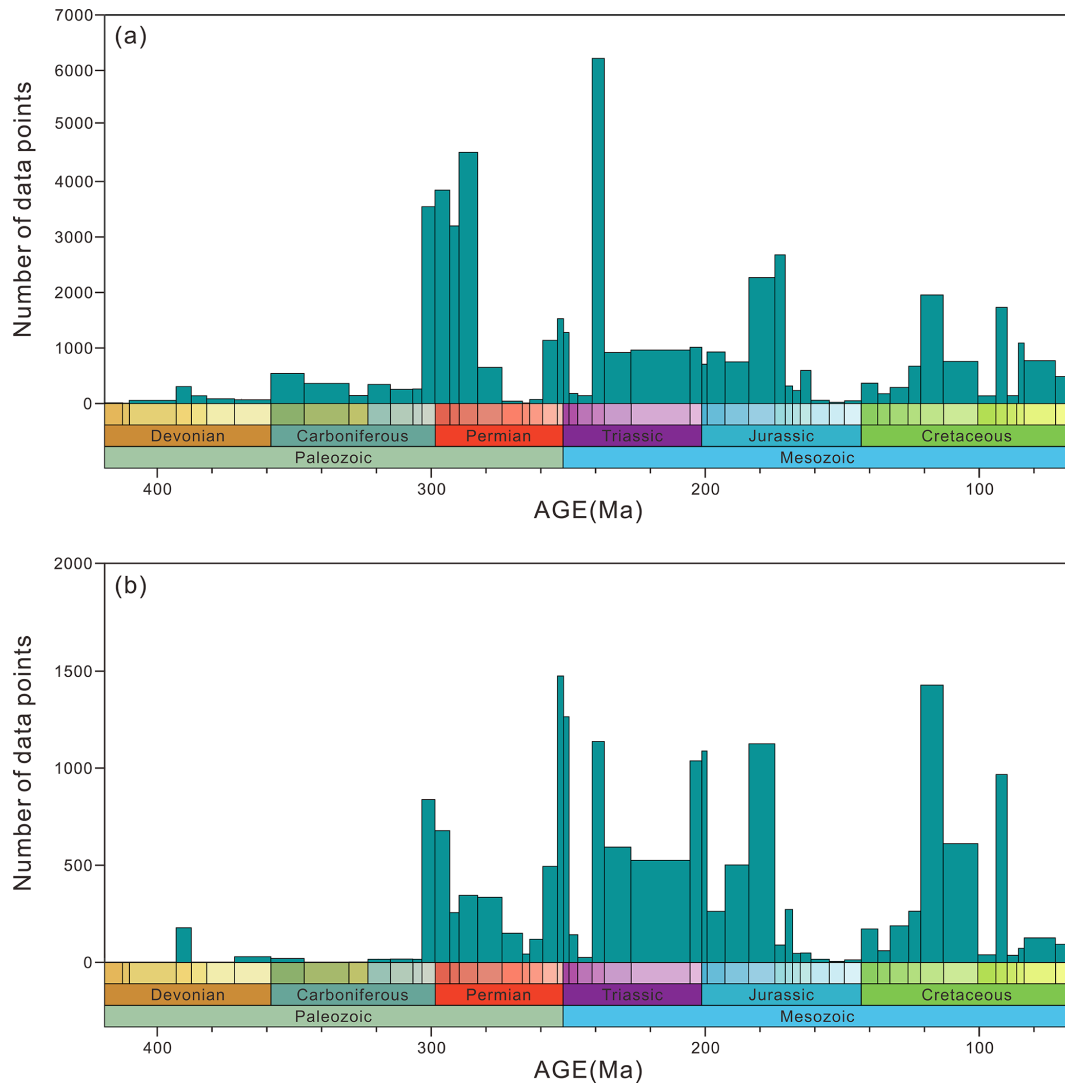 (a)
Number of data points
7000
6000
5000
4000
3000
2000
1000
0
Devonian Carboniferous Permian Triassic Jurassic Cretaceous
Paleozoic Mesozoic
400 300 200 100
AGE(Ma)
(b)
Number of data points
2000
1500
1000
500
0
Devonian Carboniferous Permian Triassic Jurassic Cretaceous
Paleozoic Mesozoic
400 300 200 100
AGE(Ma)